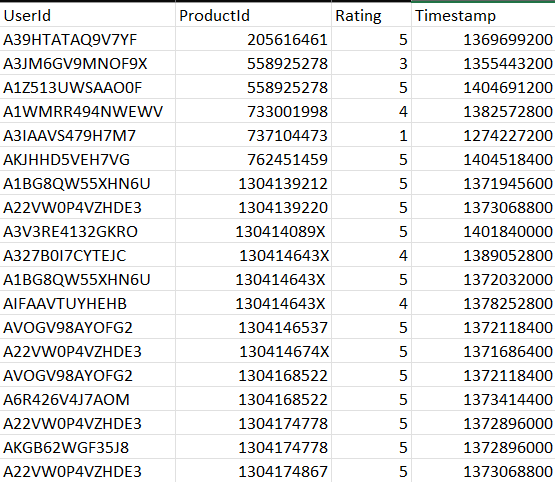 UserId ProductId Rating Timestamp
A39HTATAQ9V7YF 205616461 5 1369699200
A3JM6GV9MNOF9X 558925278 3 1355443200
A1Z513UWSAAO0F 558925278 5 1404691200
A1WMRR494NWEWV 733001998 4 1382572800
A3IAAVS479H7M7 737104473 1 1274227200
AKJHHD5VEH7VG 762451459 5 1404518400
A1BG8QW55XHN6U 1304139212 5 1371945600
A22VW0P4VZHDE3 1304139220 5 1373068800
A3V3RE4132GKRO 130414089X 5 1401840000
A327B0I7CYTEJC 130414643X 4 1389052800
A1BG8QW55XHN6U 130414643X 5 1372032000
AIFAAVTUYHEHB 130414643X 4 1378252800
AVOGV98AYOFG2 1304146537 5 1372118400
A22VW0P4VZHDE3 130414674X 5 1371686400
AVOGV98AYOFG2 1304168522 5 1372118400
A6R426V4J7AOM 1304168522 5 1373414400
A22VW0P4VZHDE3 1304174778 5 1372896000
AKGB62WGF35J8 1304174778 5 1372896000
A22VW0P4VZHDE3 1304174867 5 1373068800